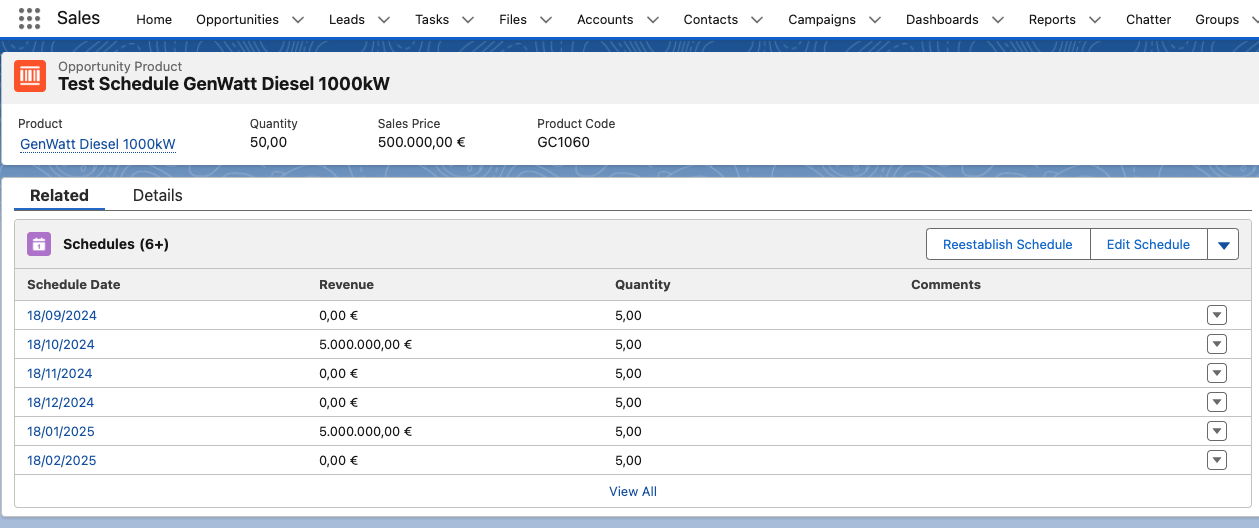 Sales Home Opportunities Leads Tasks Files Accounts Contacts Campaigns Dashboards Reports Chatter Groups
Opportunity Product
Test Schedule GenWatt Diesel 1000kW
Product Quantity Sales Price Product Code
GenWatt Diesel 1000kW 50,00 500.000,00 € GC1060
Related Details
Schedules (6+) Reestablish Schedule Edit Schedule
Schedule Date Revenue Quantity Comments
18/09/2024 0,00 € 5,00
18/10/2024 5.000.000,00 € 5,00
18/11/2024 0,00 € 5,00
18/12/2024 0,00 € 5,00
18/01/2025 5.000.000,00 € 5,00
18/02/2025 0,00 € 5,00
View All